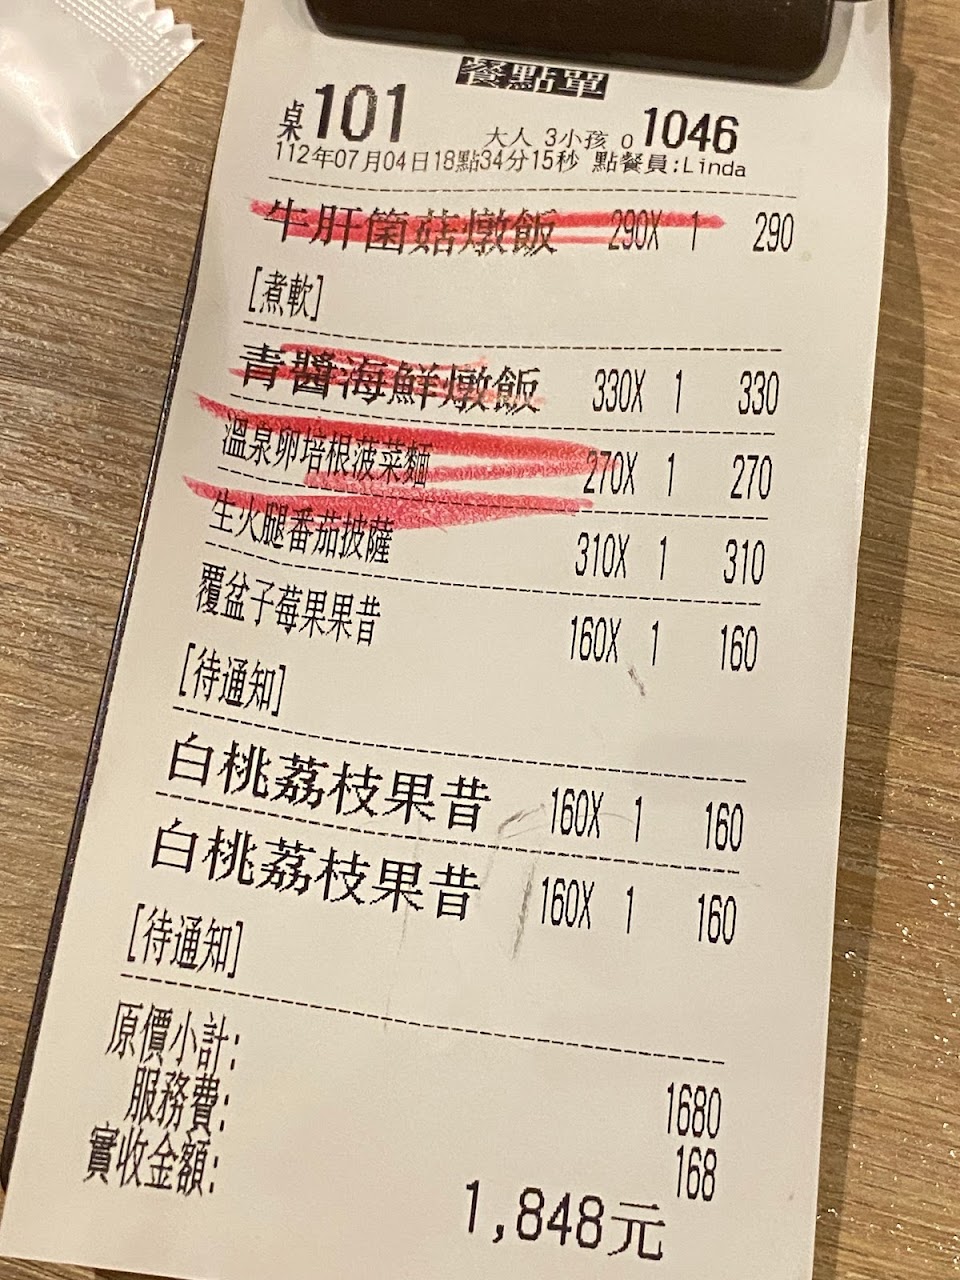 餐點單
桌101 大人 3小孩 0 1046
112年07月04日18點34分15秒 點餐員:Linda
牛肝箘菇燉飯 290X 1 290
[煮軟]
青醬海鮮燉飯 330X 1 330
溫泉卵培根菠菜麵 270X 1 270
生火腿番茄披薩 310X 1 310
覆盆子莓果果昔 160X 1 160
[待通知]
白桃荔枝果昔 160X 1 160
白桃荔枝果昔 160X 1 160
[待通知]
原價小計: 1680
服務費: 168
實收金額: 1,848元